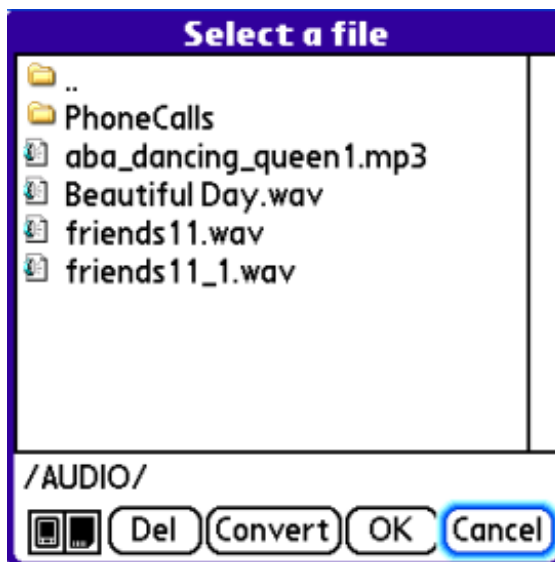 Select a file
..
PhoneCalls
aba_dancing_queen1.mp3
Beautiful Day.wav
friends11.wav
friends11_1.wav
/AUDIO/
Del Convert OK Cancel